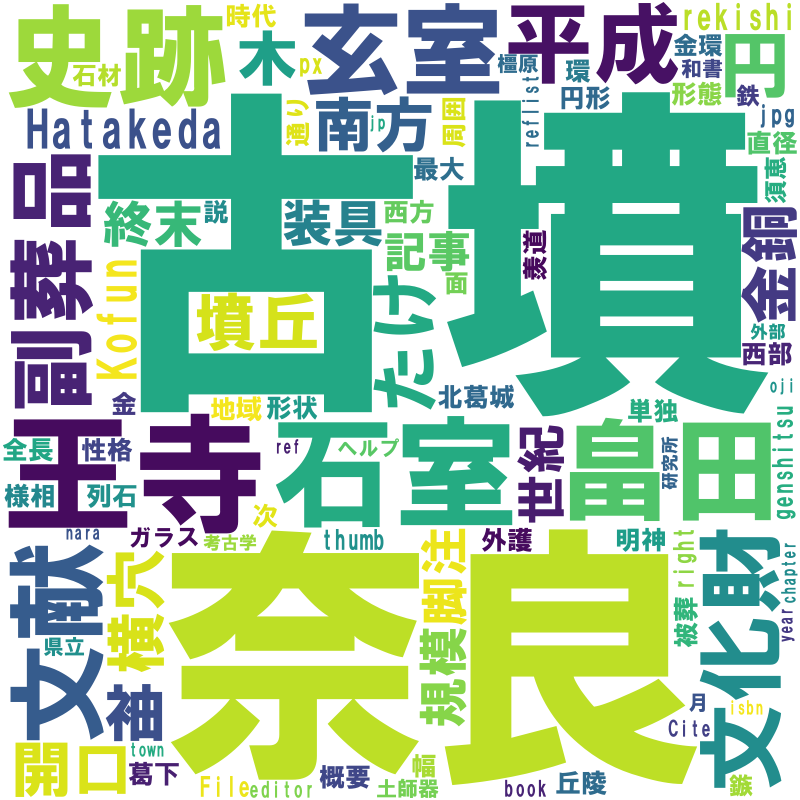 史跡
時代
木
石材
px
玄室
平成
橿原
金環
和書
rekishi
円
環
円形
形態
鉄
jpg
直径
Hatakeda
通り
南方
jp
周囲
reflist
最大
須恵
古墳
副葬品
終末
説
装具
西方
記事
面
羨道
金銅
Kofun
墳丘
たけ
外部
西部
北葛城
oji
金
地域
形状
単独
王寺
石室
世紀
畠田
研究所
genshitsu
全長
性格
様相
列石
ref
ヘルプ
nara
ガラス
考古学
次
thumb
外護
明神
文献
横穴
奈良
脚注
規模
right
被葬
文化財
chapter
year
県立
袖
開口
town
葛下
File
editor
概要
土師器
幅
book
丘陵
月
Cite
isbn
鏃